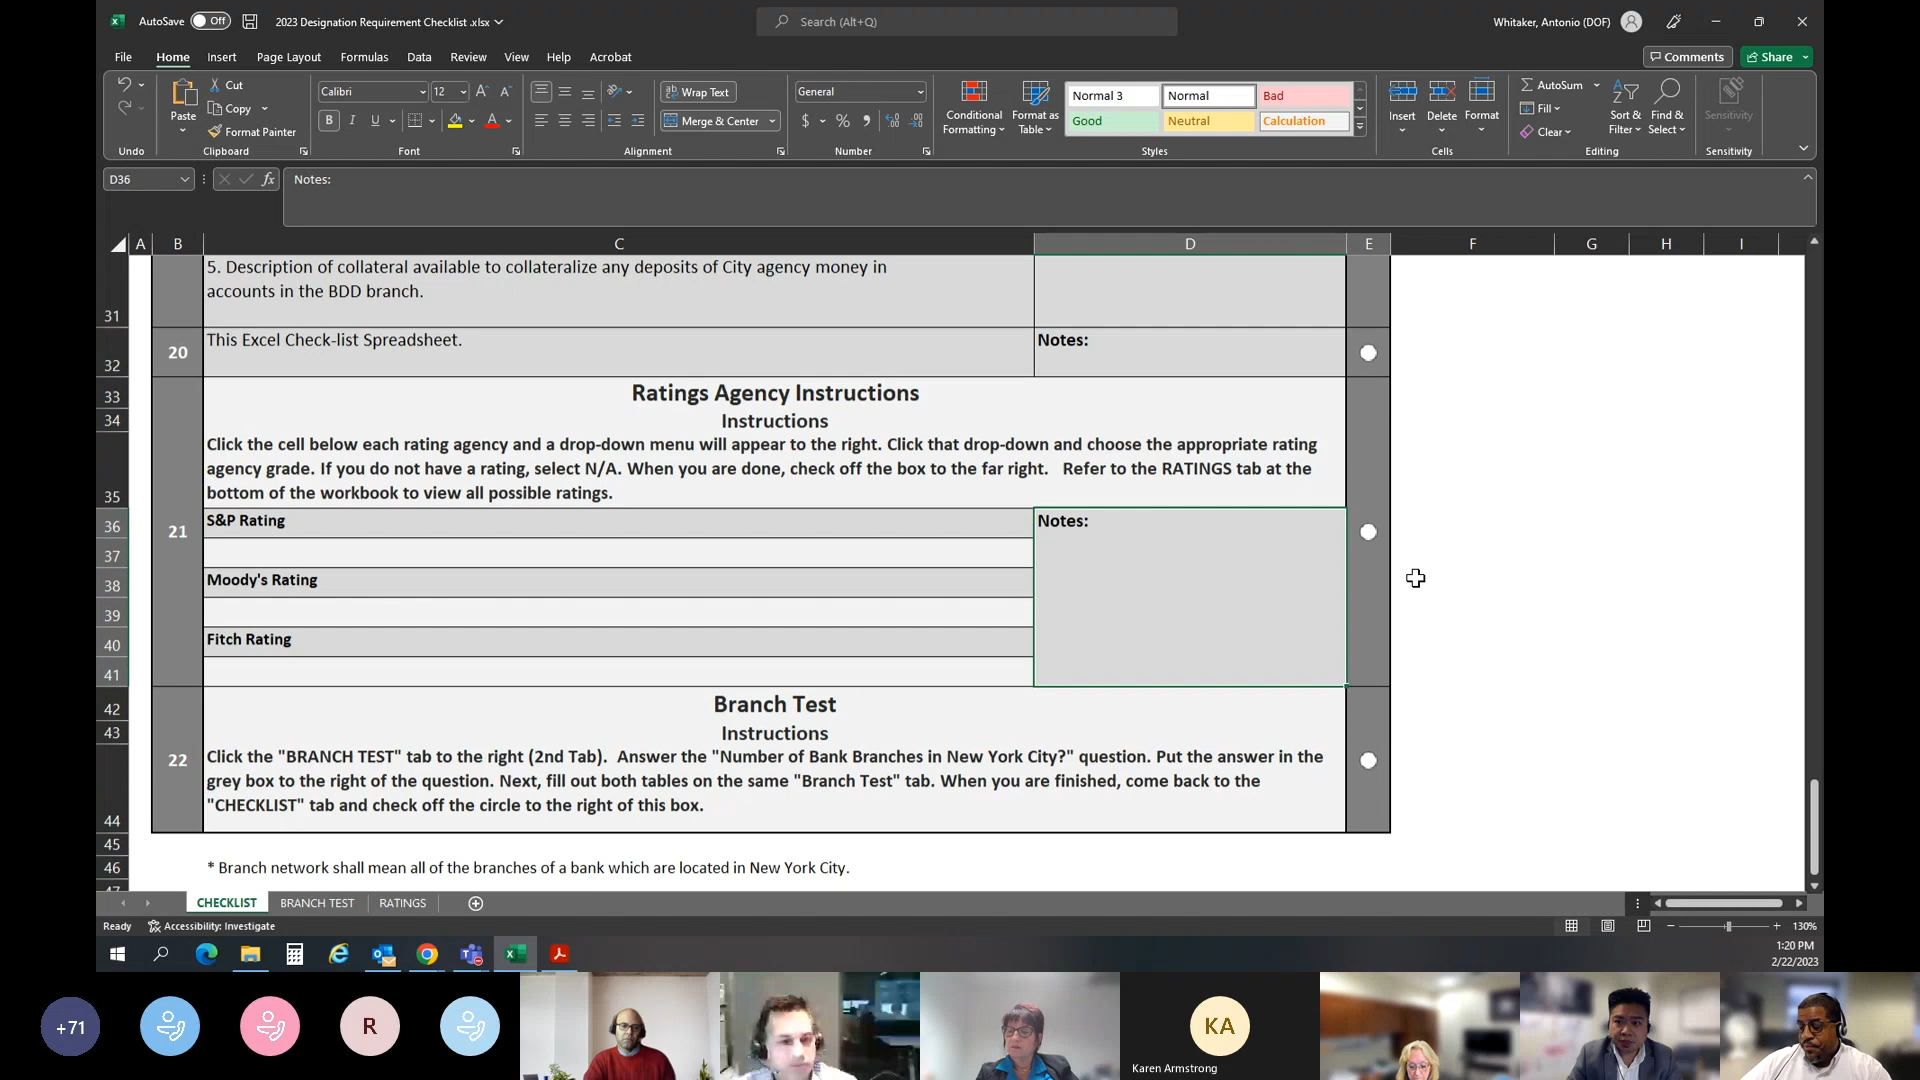 AutoSave Off 2023 Designation Requirement Checklist .xlsx Search (Alt+Q) Whitaker, Antonio (DOF)
File Home Insert Page Layout Formulas Data Review View Help Acrobat Comments Share
Cut
Copy
Format Painter
Paste
Calibri 12
B I U
Wrap Text
Merge & Center
General
$ % ,
Conditional Formatting
Format as Table
Normal 3 Normal Bad
Good Neutral Calculation
Insert Delete Format
AutoSum
Fill
Clear
Sort & Filter
Find & Select
Sensitivity
Undo Clipboard Font Alignment Number Styles Cells Editing Sensitivity
D36 fx Notes:
A B C D E F G H I
31 5. Description of collateral available to collateralize any deposits of City agency money in
accounts in the BDD branch.
32 20 This Excel Check-list Spreadsheet. Notes:
33 Ratings Agency Instructions
34 Instructions
35 Click the cell below each rating agency and a drop-down menu will appear to the right. Click that drop-down and choose the appropriate rating
agency grade. If you do not have a rating, select N/A. When you are done, check off the box to the far right. Refer to the RATINGS tab at the
bottom of the workbook to view all possible ratings.
36 21 S&P Rating Notes:
37
38 Moody's Rating
39
40 Fitch Rating
41
42 Branch Test
43 Instructions
44 22 Click the "BRANCH TEST" tab to the right (2nd Tab). Answer the "Number of Bank Branches in New York City?" question. Put the answer in the
grey box to the right of the question. Next, fill out both tables on the same "Branch Test" tab. When you are finished, come back to the
"CHECKLIST" tab and check off the circle to the right of this box.
45
46 * Branch network shall mean all of the branches of a bank which are located in New York City.
47
CHECKLIST BRANCH TEST RATINGS
Ready Accessibility: Investigate 130%
1:20 PM
2/22/2023
+71 R KA
Karen Armstrong